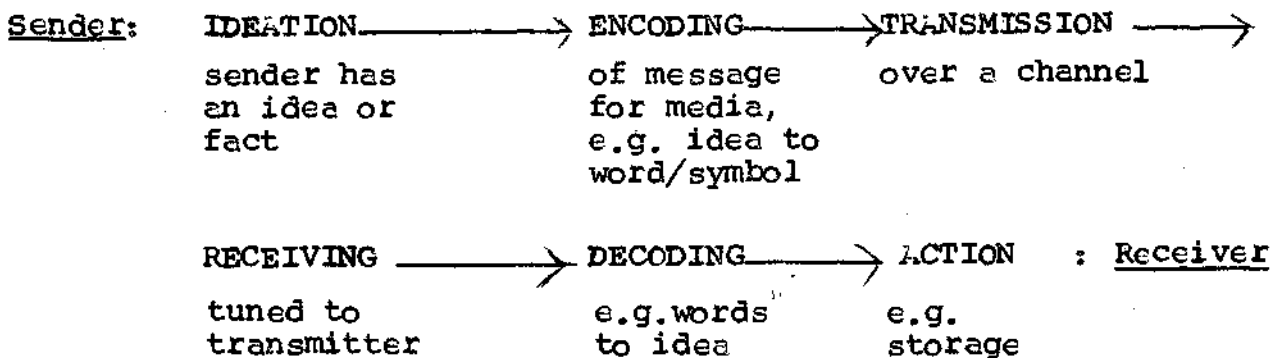 Sender: IDEATION ENCODING TRANSMISSION
sender has of message over a channel
an idea or for media,
fact e.g. idea to
word/symbol
RECEIVING DECODING ACTION : Receiver
tuned to e.g.words e.g.
transmitter to idea storage